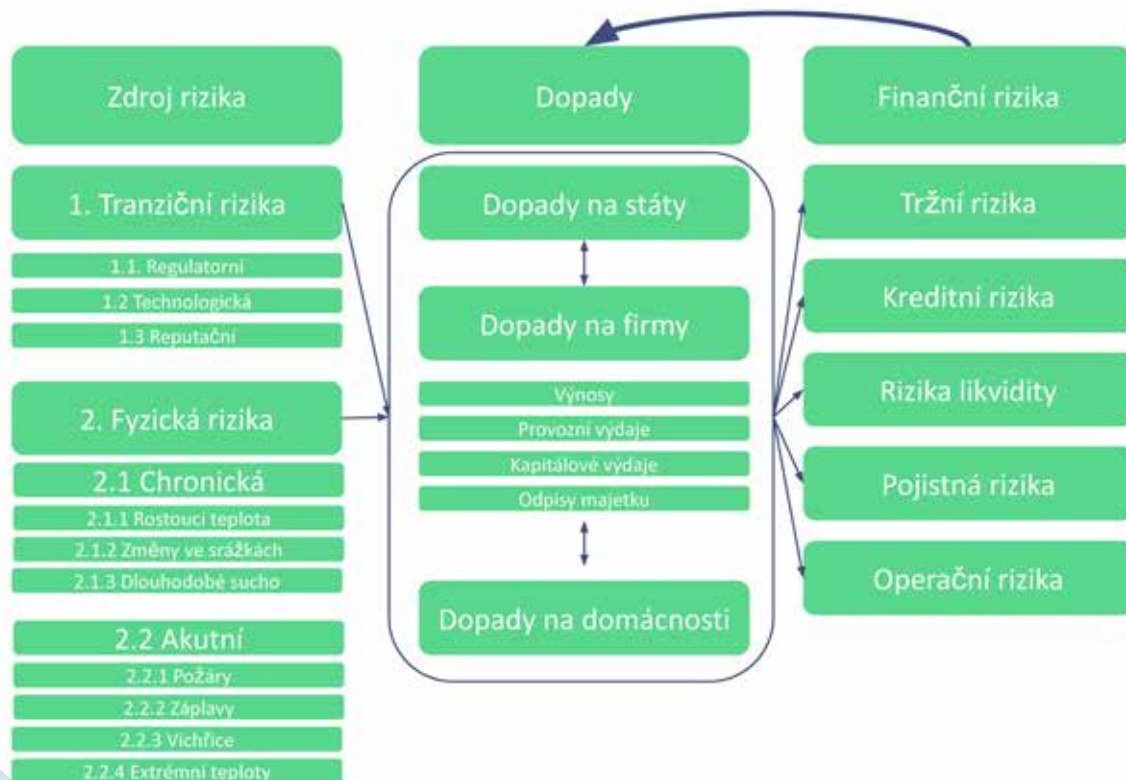 Zdroj rizika
1. Tranziční rizika
1.1. Regulatorní
1.2 Technologická
1.3 Reputační
2. Fyzická rizika
2.1 Chronická
2.1.1 Rostoucí teplota
2.1.2 Změny ve srážkách
2.1.3 Dlouhodobé sucho
2.2 Akutní
2.2.1 Požáry
2.2.2 Záplavy
2.2.3 Vichřice
2.2.4 Extrémní teploty
Dopady
Dopady na státy
Dopady na firmy
Výnosy
Provozní výdaje
Kapitálové výdaje
Odpisy majetku
Dopady na domácnosti
Finanční rizika
Tržní rizika
Kreditní rizika
Rizika likvidity
Pojistná rizika
Operační rizika